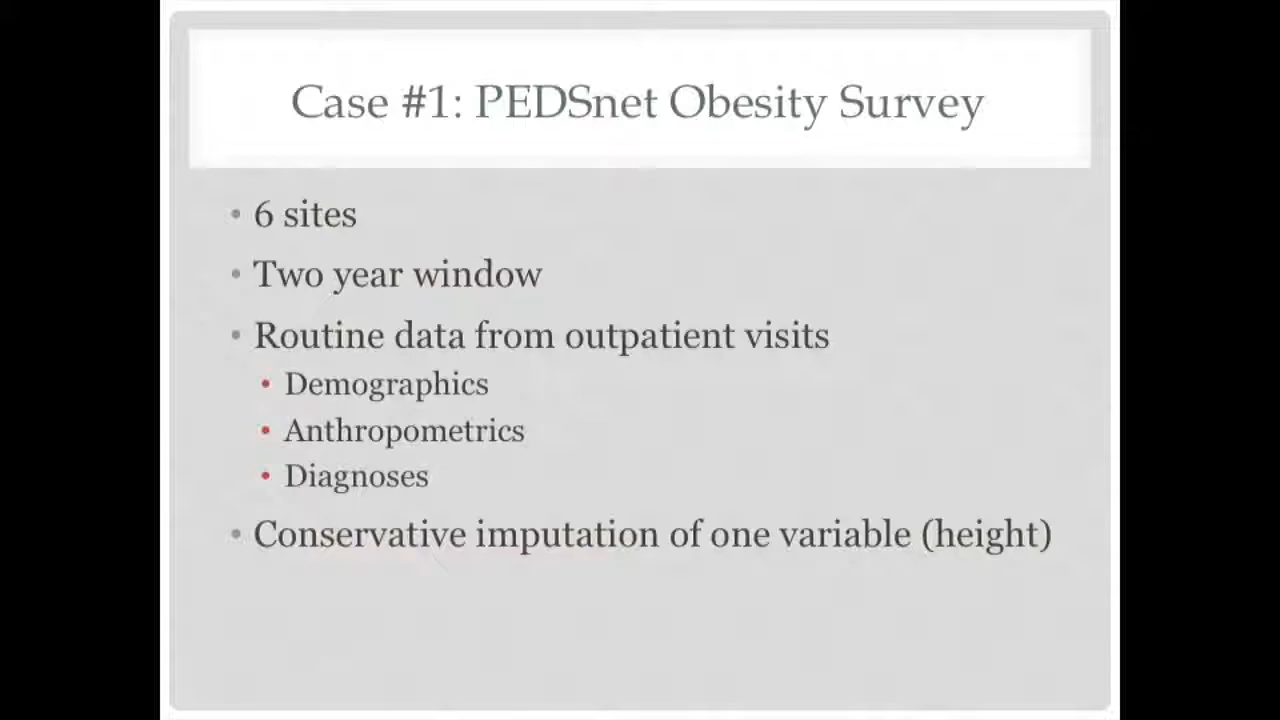 Case #1: PEDSnet Obesity Survey
• 6 sites
• Two year window
• Routine data from outpatient visits
• Demographics
• Anthropometrics
• Diagnoses
• Conservative imputation of one variable (height)